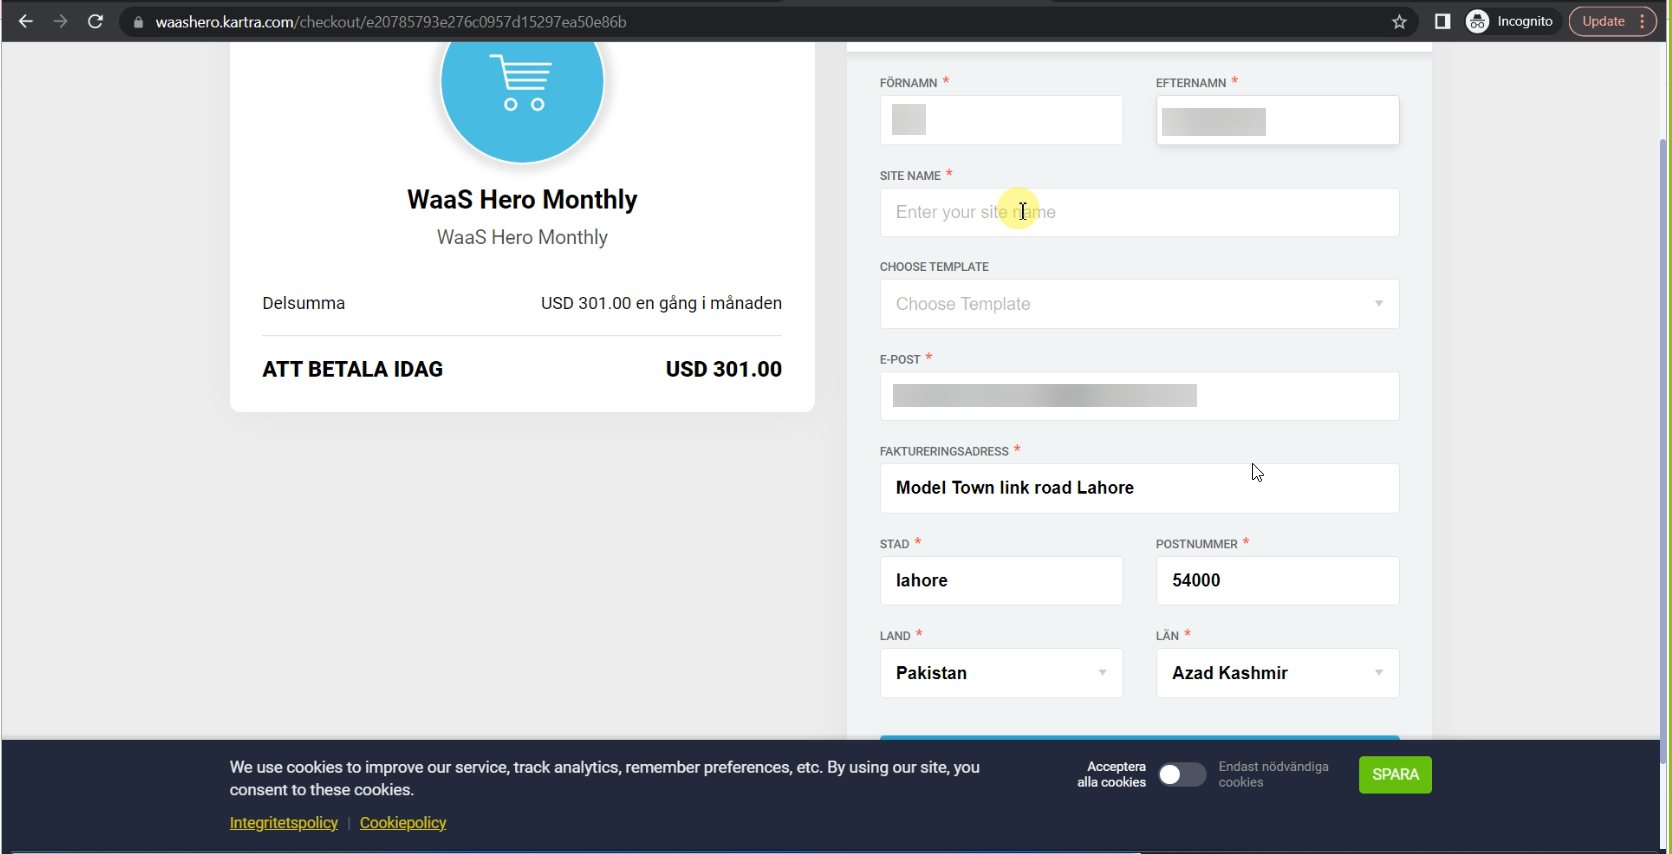 waashero.kartra.com/checkout/e20785793e276c0957d15297ea50e86b
Incognito
Update
WaaS Hero Monthly
WaaS Hero Monthly
Delsumma USD 301.00 en gång i månaden
ATT BETALA IDAG USD 301.00
FÖRNAMN * EFTERNAMN *
SITE NAME *
Enter your site name
CHOOSE TEMPLATE
Choose Template
E-POST *
FAKTURERINGSADRESS *
Model Town link road Lahore
STAD * POSTNUMMER *
lahore 54000
LAND * LÄN *
Pakistan Azad Kashmir
We use cookies to improve our service, track analytics, remember preferences, etc. By using our site, you
consent to these cookies.
Integritetspolicy | Cookiepolicy
Acceptera
alla cookies
Endast nödvändiga
cookies
SPARA